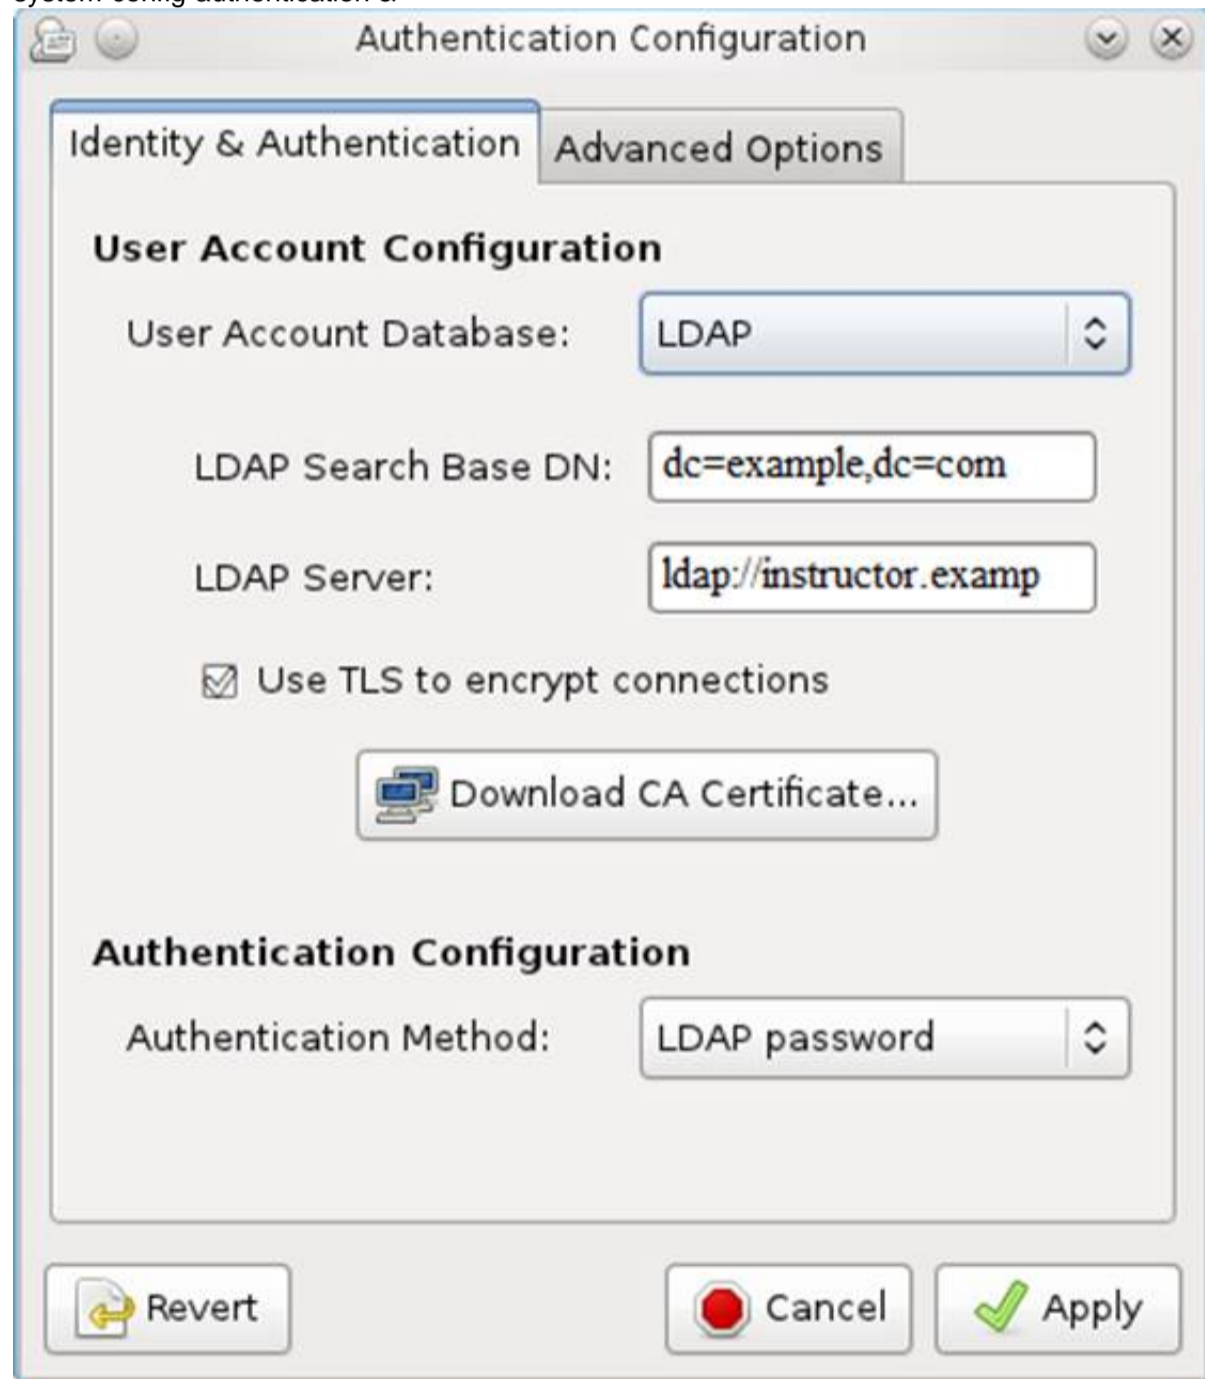 Authentication Configuration
Identity & Authentication
Advanced Options
User Account Configuration
User Account Database: LDAP
LDAP Search Base DN: dc=example,dc=com
LDAP Server: ldap://instructor.examp
Use TLS to encrypt connections
Download CA Certificate...
Authentication Configuration
Authentication Method: LDAP password
Revert
Cancel
Apply